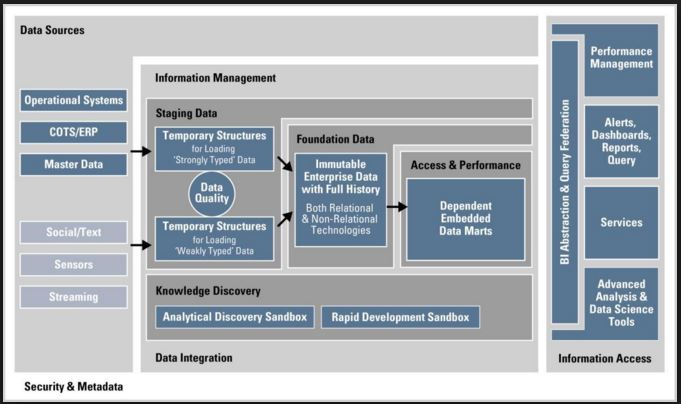 Data Sources
Operational Systems
COTS/ERP
Master Data
Social/Text
Sensors
Streaming
Information Management
Staging Data
Temporary Structures
for Loading
'Strongly Typed' Data
Data
Quality
Temporary Structures
for Loading
'Weakly Typed' Data
Foundation Data
Immutable
Enterprise Data
with Full History
Both Relational
& Non-Relational
Technologies
Access & Performance
Dependent
Embedded
Data Marts
Knowledge Discovery
Analytical Discovery Sandbox
Rapid Development Sandbox
Data Integration
BI Abstraction & Query Federation
Performance
Management
Alerts,
Dashboards,
Reports,
Query
Services
Advanced
Analysis &
Data Science
Tools
Information Access
Security & Metadata